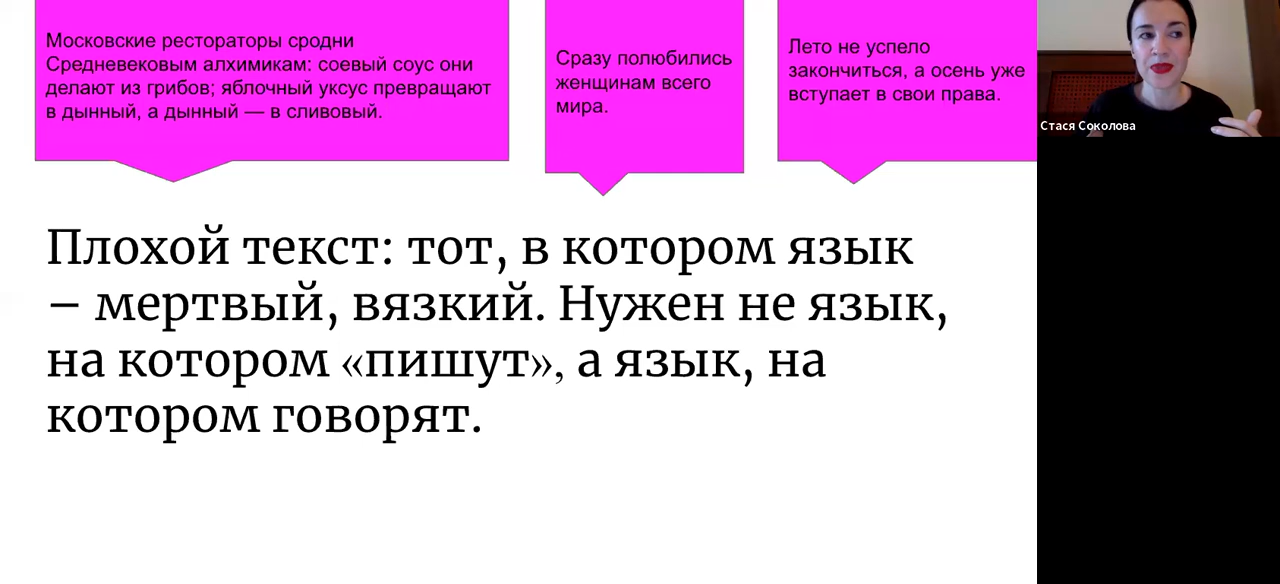 Московские рестораторы сродни
Средневековым алхимикам: соевый соус они
делают из грибов; яблочный уксус превращают
в дынный, а дынный — в сливовый.
Сразу полюбились
женщинам всего
мира.
Лето не успело
закончиться, а осень уже
вступает в свои права.
Стася Соколова
Плохой текст: тот, в котором язык
– мертвый, вязкий. Нужен не язык,
на котором «пишут», а язык, на
котором говорят.